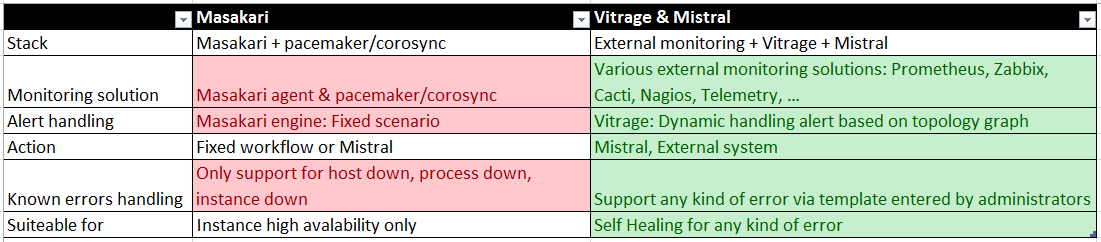 Masakari Vitrage & Mistral
Stack Masakari + pacemaker/corosync External monitoring + Vitrage + Mistral
Various external monitoring solutions: Prometheus, Zabbix,
Monitoring solution Masakari agent & pacemaker/corosync Cacti, Nagios, Telemetry, ...
Alert handling Masakari engine: Fixed scenario Vitrage: Dynamic handling alert based on topology graph
Action Fixed workflow or Mistral Mistral, External system
Only support for host down, process down,
Known errors handling instance down Support any kind of error via template entered by administrators
Suiteable for Instance high avalability only Self Healing for any kind of error